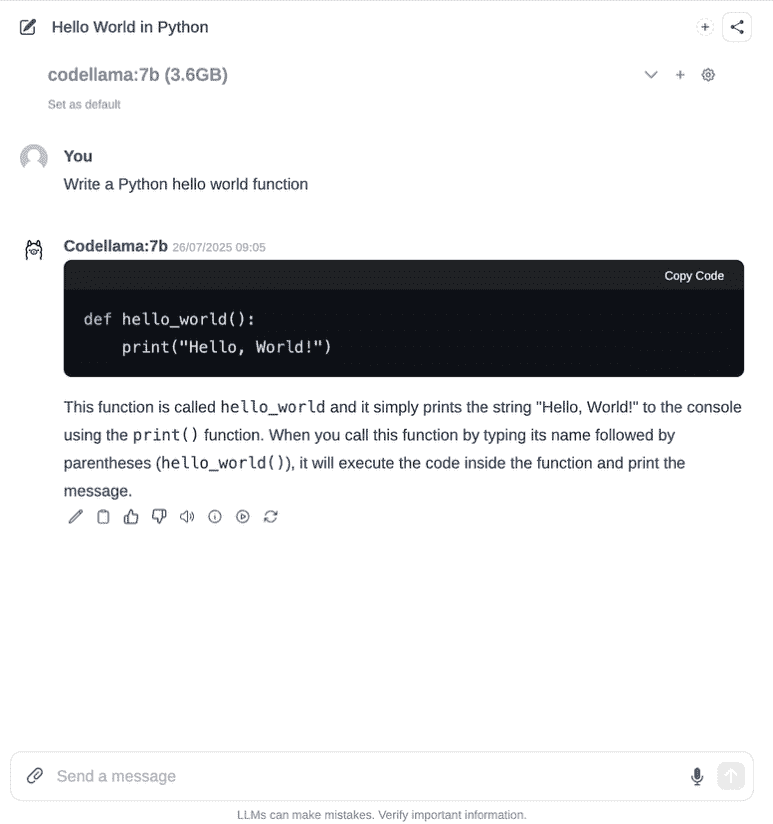 Hello World in Python
codellama:7b (3.6GB)
Set as default
You
Write a Python hello world function
Codellama:7b 26/07/2025 09:05
Copy Code
def hello_world():
    print("Hello, World!")
This function is called hello_world and it simply prints the string "Hello, World!" to the console
using the print() function. When you call this function by typing its name followed by
parentheses (hello_world()), it will execute the code inside the function and print the
message.
Send a message
LLMs can make mistakes. Verify important information.